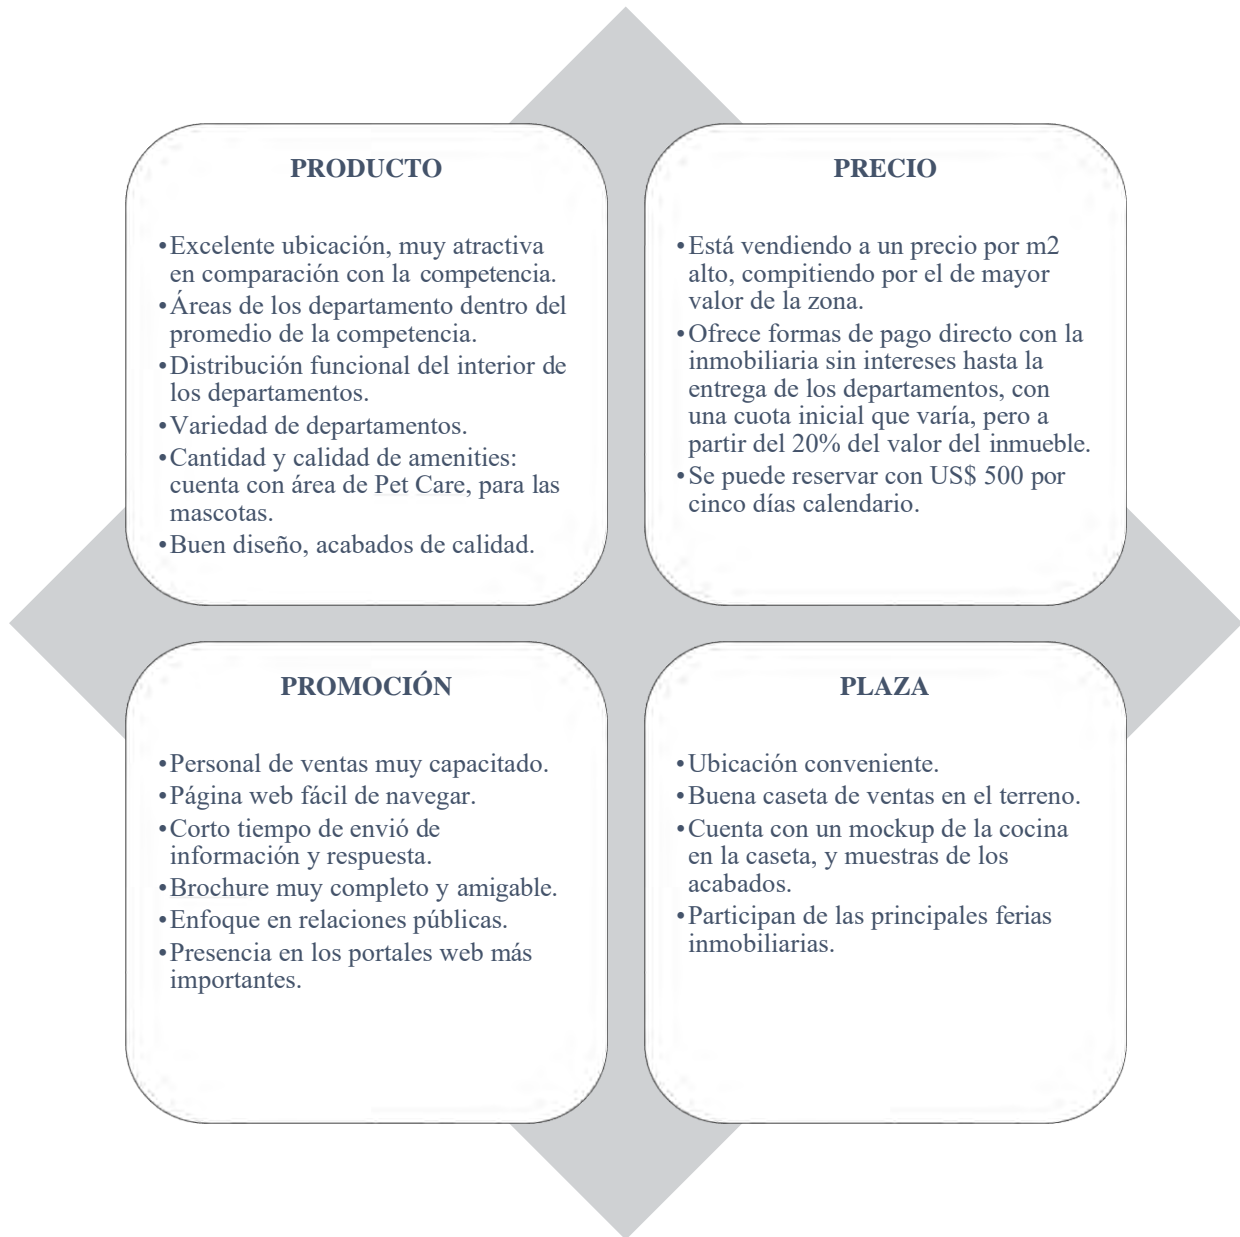 PRODUCTO
•Excelente ubicación, muy atractiva
en comparación con la competencia.
•Áreas de los departamento dentro del
promedio de la competencia.
•Distribución funcional del interior de
los departamentos.
•Variedad de departamentos.
•Cantidad y calidad de amenities:
cuenta con área de Pet Care, para las
mascotas.
•Buen diseño, acabados de calidad.
PRECIO
•Está vendiendo a un precio por m2
alto, compitiendo por el de mayor
valor de la zona.
•Ofrece formas de pago directo con la
inmobiliaria sin intereses hasta la
entrega de los departamentos, con
una cuota inicial que varía, pero a
partir del 20% del valor del inmueble.
•Se puede reservar con US$ 500 por
cinco días calendario.
PROMOCIÓN
•Personal de ventas muy capacitado.
•Página web fácil de navegar.
•Corto tiempo de envió de
información y respuesta.
•Brochure muy completo y amigable.
•Enfoque en relaciones públicas.
•Presencia en los portales web más
importantes.
PLAZA
•Ubicación conveniente.
•Buena caseta de ventas en el terreno.
•Cuenta con un mockup de la cocina
en la caseta, y muestras de los
acabados.
•Participan de las principales ferias
inmobiliarias.